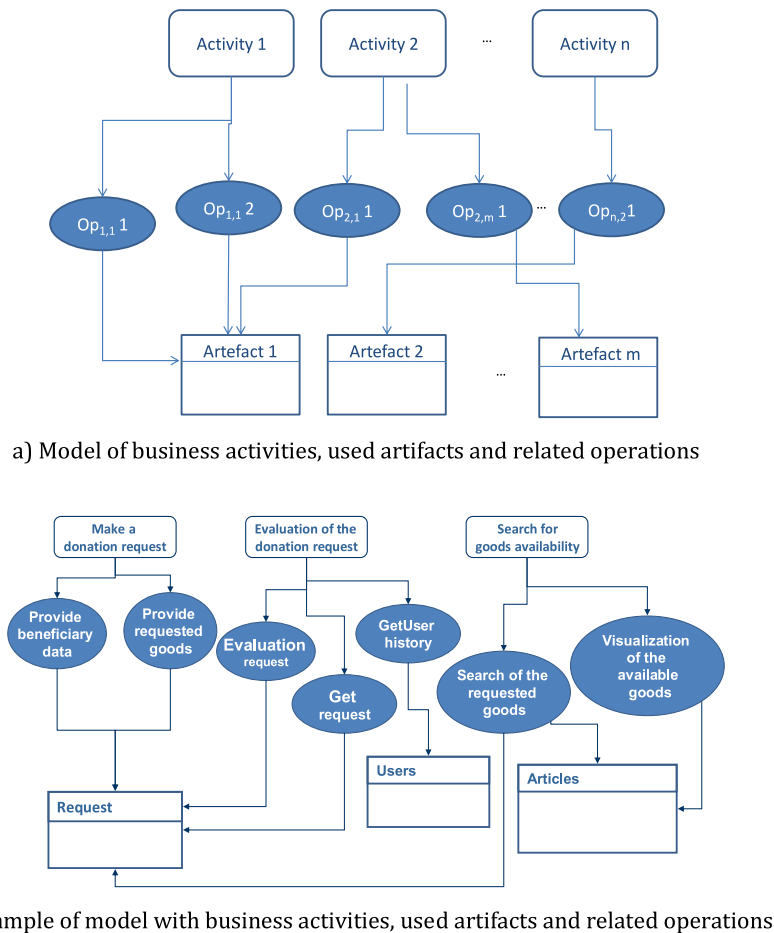 Activity 1
Activity 2
...
Activity n
Op1,1 1
Op1,1 2
Op2,1 1
Op2,m 1
...
Op n,2 1
Artefact 1
Artefact 2
...
Artefact m
a) Model of business activities, used artifacts and related operations
Make a
donation request
Evaluation of the
donation request
Search for
goods availability
Provide
beneficiary
data
Provide
requested
goods
Evaluation
request
Get
request
GetUser
history
Search of the
requested
goods
Visualization
of the
available
goods
Request
Users
Articles
model with business activities, used artifacts and related operations